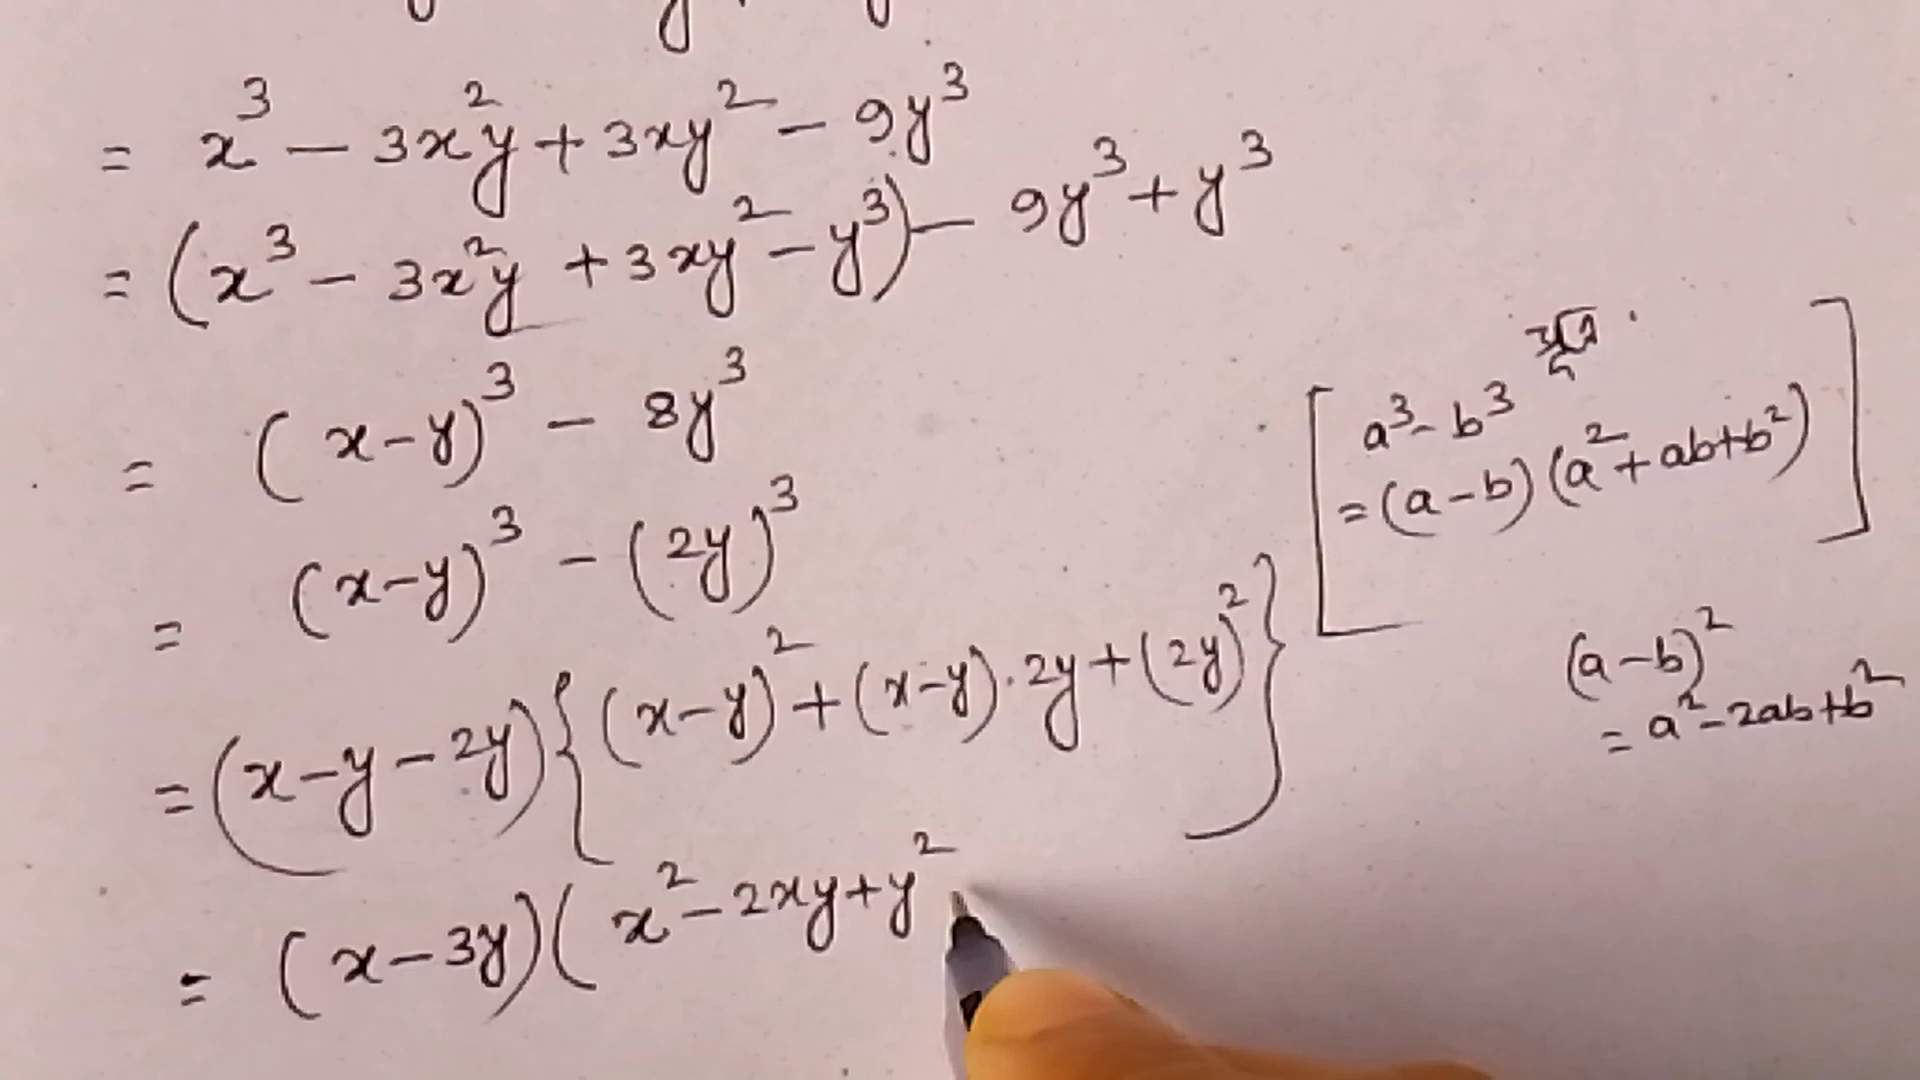 = x³ − 3x²y + 3xy² − 9y³
= (x³ − 3x²y + 3xy² − y³) − 9y³ + y³
= (x−y)³ − 8y³
= (x−y)³ − (2y)³
= (x−y−2y){(x−y)² + (x−y)·2y + (2y)²}
= (x−3y)(x² − 2xy + y²
[a³ − b³
= (a−b)(a² + ab + b²)]
(a−b)²
= a² − 2ab + b²